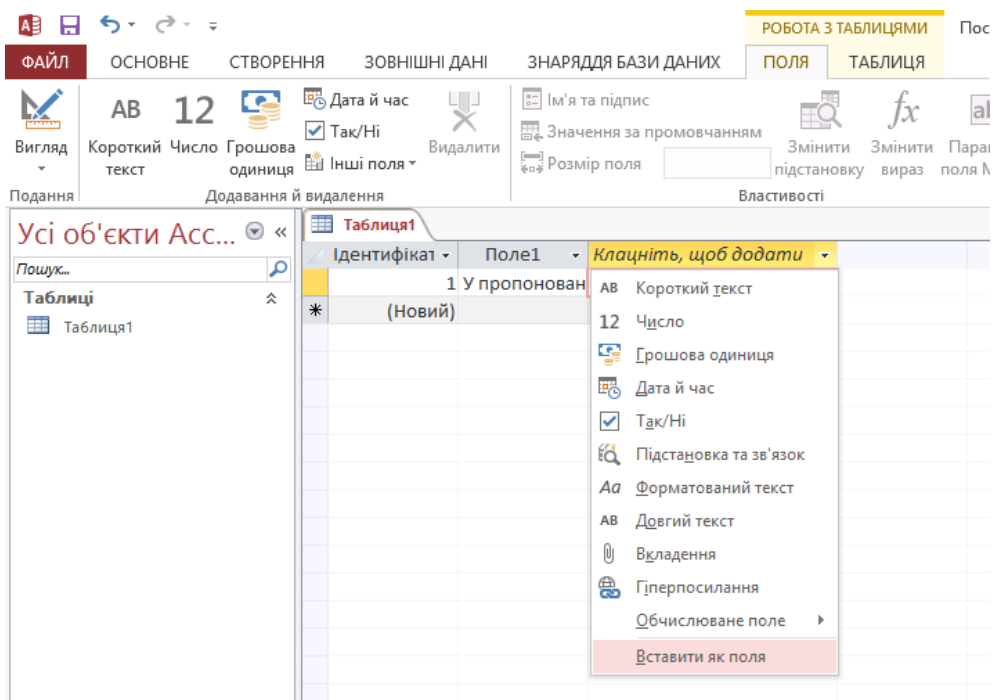 РОБОТА З ТАБЛИЦЯМИ Пос
ФАЙЛ ОСНОВНЕ СТВОРЕННЯ ЗОВНІШНІ ДАНІ ЗНАРЯДДЯ БАЗИ ДАНИХ ПОЛЯ ТАБЛИЦЯ
Вигляд
AB Короткий текст
12 Число
Грошова одиниця
Дата й час
Так/Ні
Інші поля
Видалити
Ім'я та підпис
Значення за промовчанням
Розмір поля
Змінити підстановку
fx Змінити вираз
ab Пара
поля М
Подання Додавання й видалення Властивості
Усі об'єкти Acc...
Пошук...
Таблиці
Таблиця1
Таблиця1
Ідентифікат Поле1 Клацніть, щоб додати
1 У пропонован
(Новий)
AB Короткий текст
12 Число
Грошова одиниця
Дата й час
Так/Ні
Підстановка та зв'язок
Aa Форматований текст
AB Довгий текст
Вкладення
Гіперпосилання
Обчислюване поле
Вставити як поля